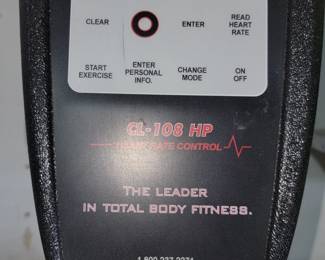 CLEAR
ENTER
READ HEART RATE
START EXERCISE
ENTER PERSONAL INFO.
CHANGE MODE
ON OFF
CL-108 HP
HEART RATE CONTROL
THE LEADER
IN TOTAL BODY FITNESS.